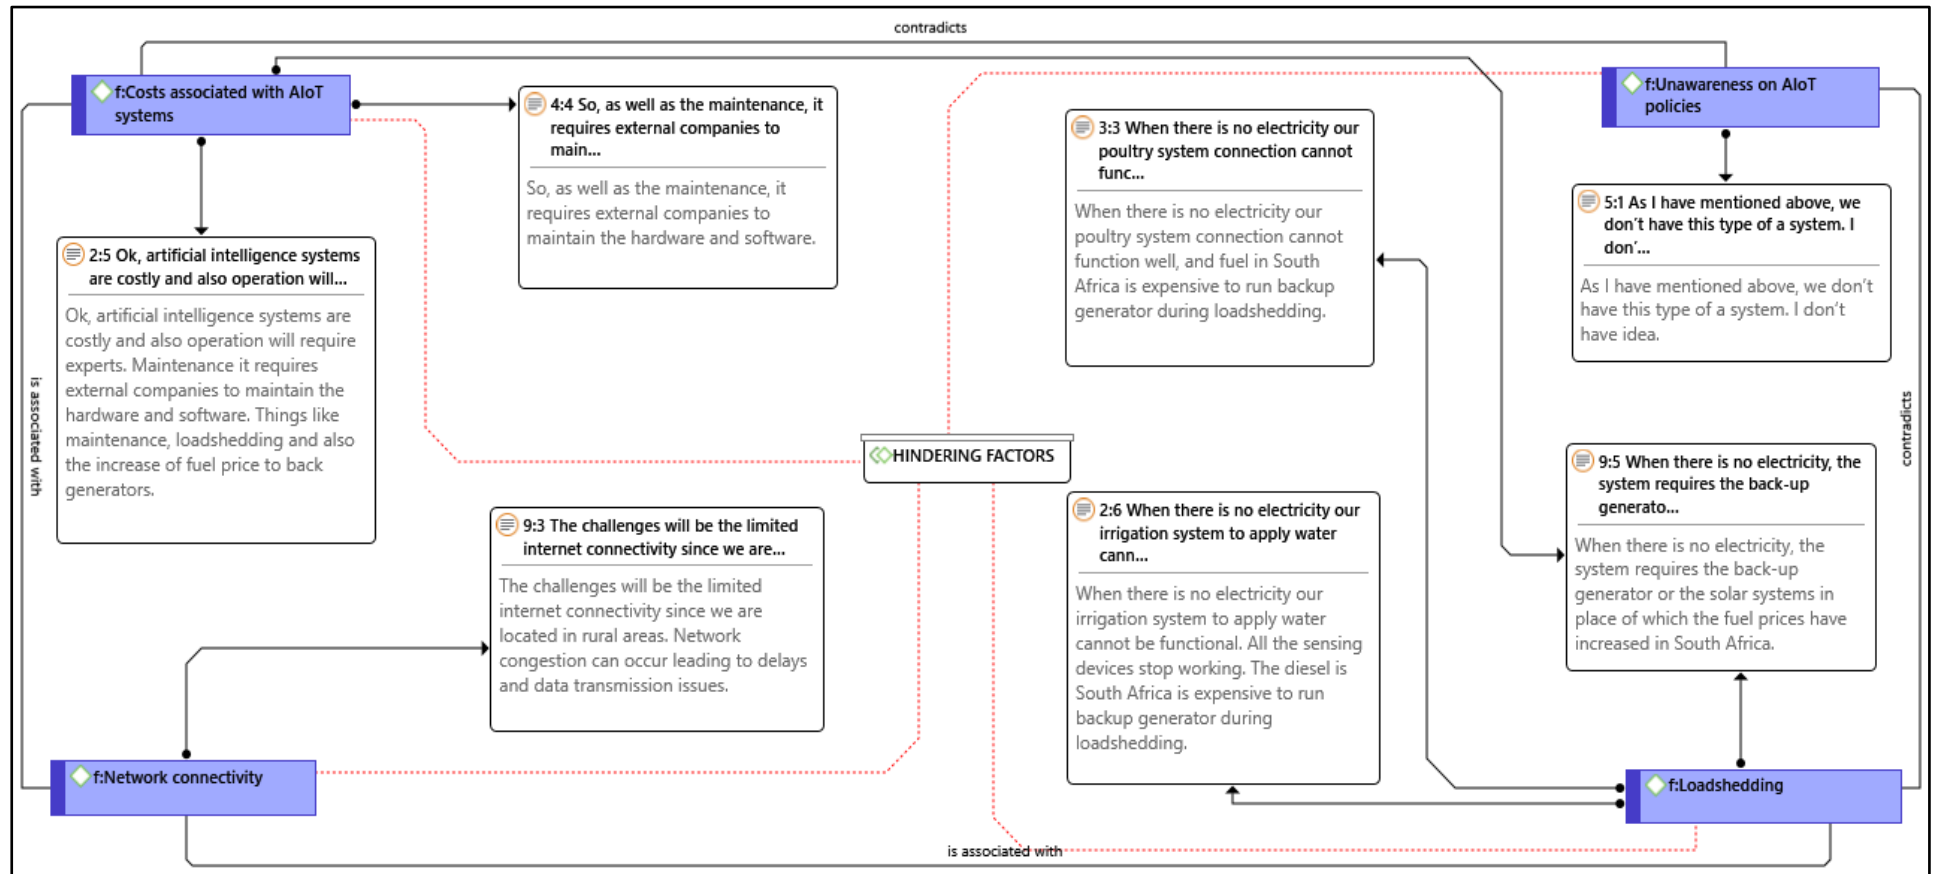 contradicts
f:Costs associated with AIoT
systems
f:Unawareness on AIoT
policies
4:4 So, as well as the maintenance, it
requires external companies to
main...
So, as well as the maintenance, it
requires external companies to
maintain the hardware and software.
3:3 When there is no electricity our
poultry system connection cannot
func...
When there is no electricity our
poultry system connection cannot
function well, and fuel in South
Africa is expensive to run backup
generator during loadshedding.
5:1 As I have mentioned above, we
don't have this type of a system. I
don'...
As I have mentioned above, we don't
have this type of a system. I don't
have idea.
2:5 Ok, artificial intelligence systems
are costly and also operation will...
Ok, artificial intelligence systems are
costly and also operation will require
experts. Maintenance it requires
external companies to maintain the
hardware and software. Things like
maintenance, loadshedding and also
the increase of fuel price to back
generators.
is associated with
contradicts
HINDERING FACTORS
9:5 When there is no electricity, the
system requires the back-up
generato...
When there is no electricity, the
system requires the back-up
generator or the solar systems in
place of which the fuel prices have
increased in South Africa.
9:3 The challenges will be the limited
internet connectivity since we are...
The challenges will be the limited
internet connectivity since we are
located in rural areas. Network
congestion can occur leading to delays
and data transmission issues.
2:6 When there is no electricity our
irrigation system to apply water
cann...
When there is no electricity our
irrigation system to apply water
cannot be functional. All the sensing
devices stop working. The diesel is
South Africa is expensive to run
backup generator during
loadshedding.
f:Network connectivity
f:Loadshedding
is associated with